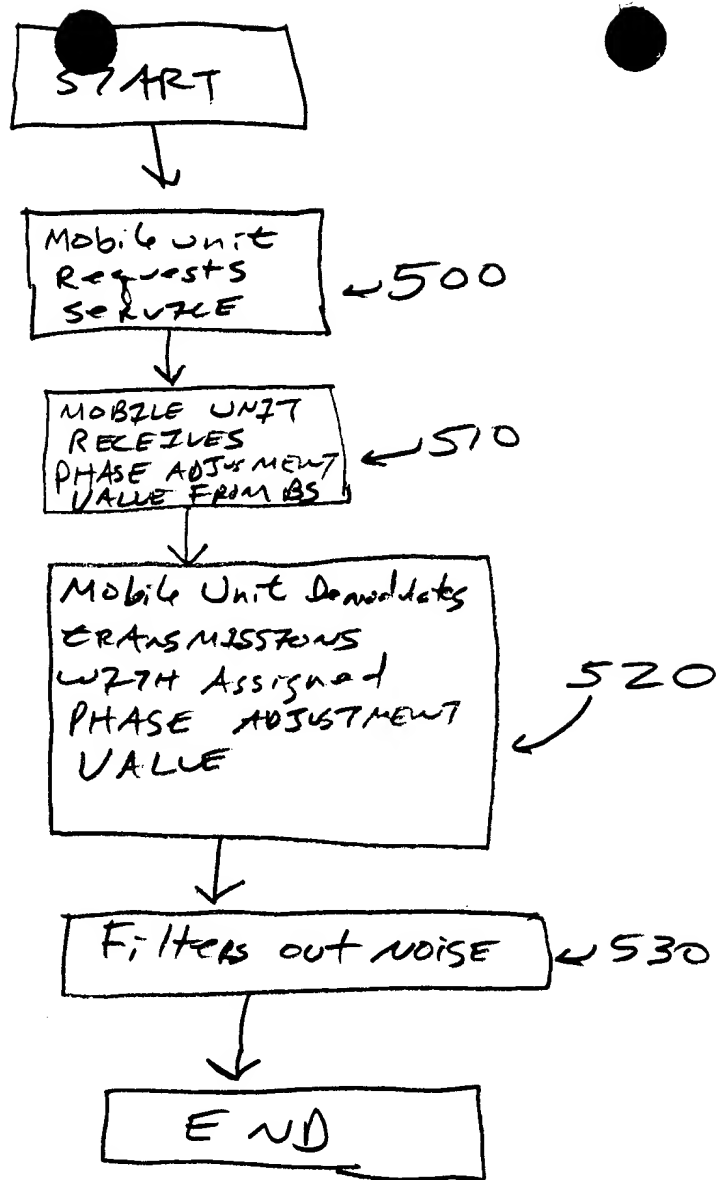 START
Mobile unit
Requests
SERVICE
500
MOBILE UNIT
RECEIVES
PHASE ADJUSTMENT
VALUE FROM BS
510
Mobile Unit Demodulates
TRANSMISSIONS
WITH Assigned
PHASE ADJUSTMENT
VALUE
520
Filters out NOISE
530
END